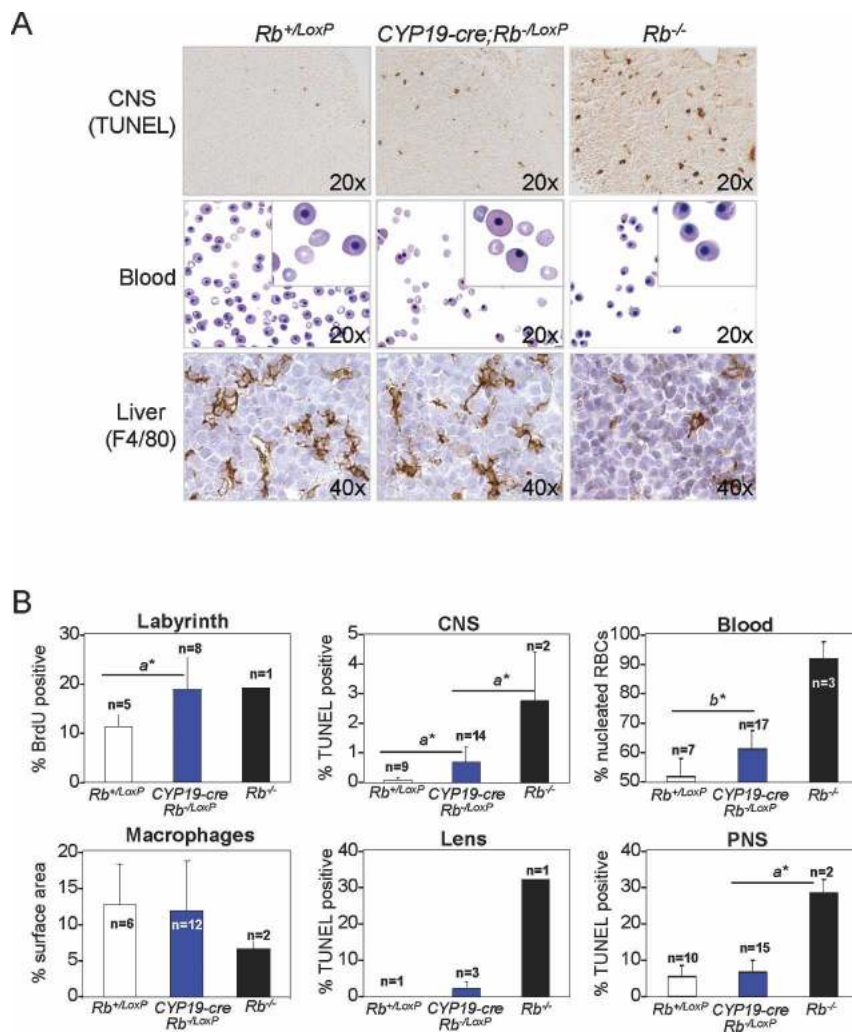 A
Rb+/LoxP CYP19-cre;Rb-/LoxP Rb-/-
CNS
(TUNEL)
20x 20x 20x
Blood
20x 20x 20x
Liver
(F4/80)
40x 40x 40x
B
Labyrinth
% BrdU positive
30
20
10
0
a*
n=5
n=8
n=1
Rb+/LoxP CYP19-cre Rb-/-
Rb-/LoxP
CNS
% TUNEL positive
5
4
3
2
1
0
a*
a*
n=9
n=14
n=2
Rb+/LoxP CYP19-cre Rb-/-
Rb-/LoxP
Blood
% nucleated RBCs
100
90
80
70
60
50
b*
n=7
n=17
n=3
Rb+/LoxP CYP19-cre Rb-/-
Rb-/LoxP
Macrophages
% surface area
20
15
10
5
0
n=6
n=12
n=2
Rb+/LoxP CYP19-cre Rb-/-
Rb-/LoxP
Lens
% TUNEL positive
40
30
20
10
0
n=1
n=3
n=1
Rb+/LoxP CYP19-cre Rb-/-
Rb-/LoxP
PNS
% TUNEL positive
40
30
20
10
0
a*
n=10
n=15
n=2
Rb+/LoxP CYP19-cre Rb-/-
Rb-/LoxP